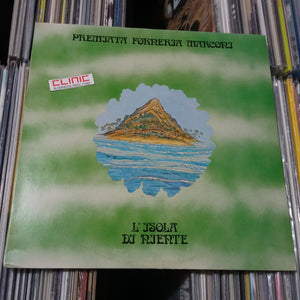 PREMIATA FORNERIA MARCONI
CLINIC
L'ISOLA
DI NIENTE